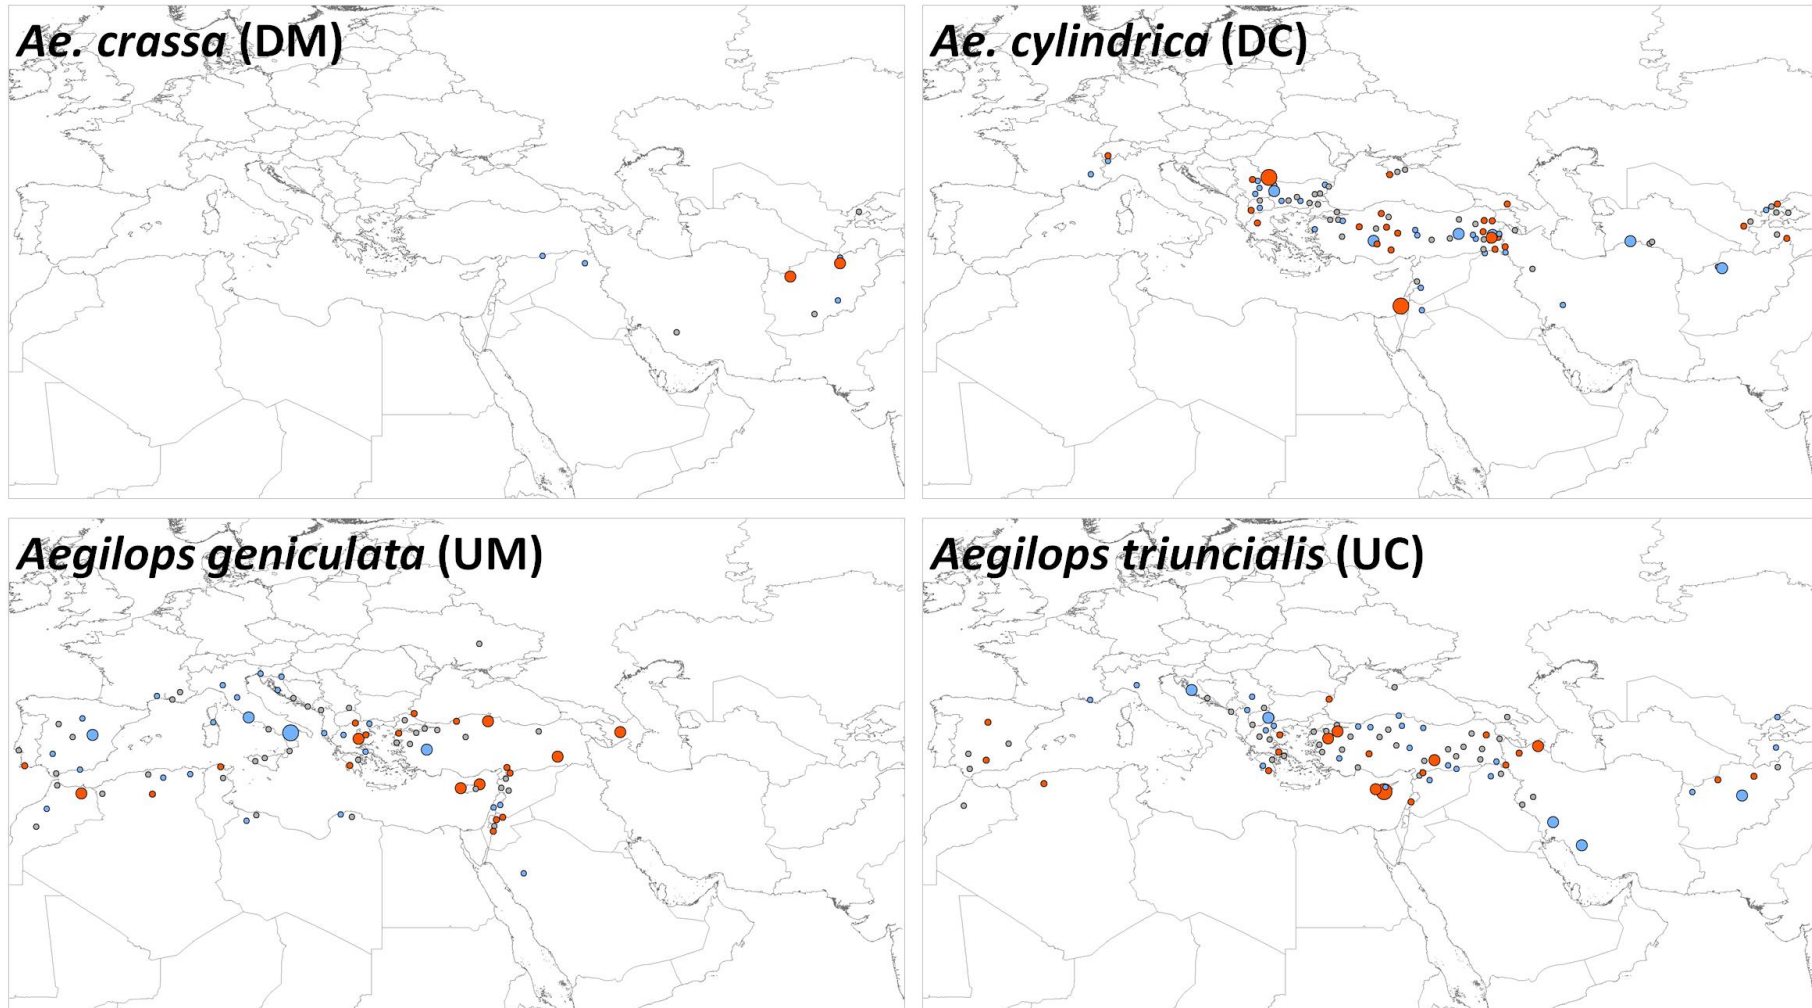 Ae. crassa (DM)
Ae. cylindrica (DC)
Aegilops geniculata (UM)
Aegilops triuncialis (UC)